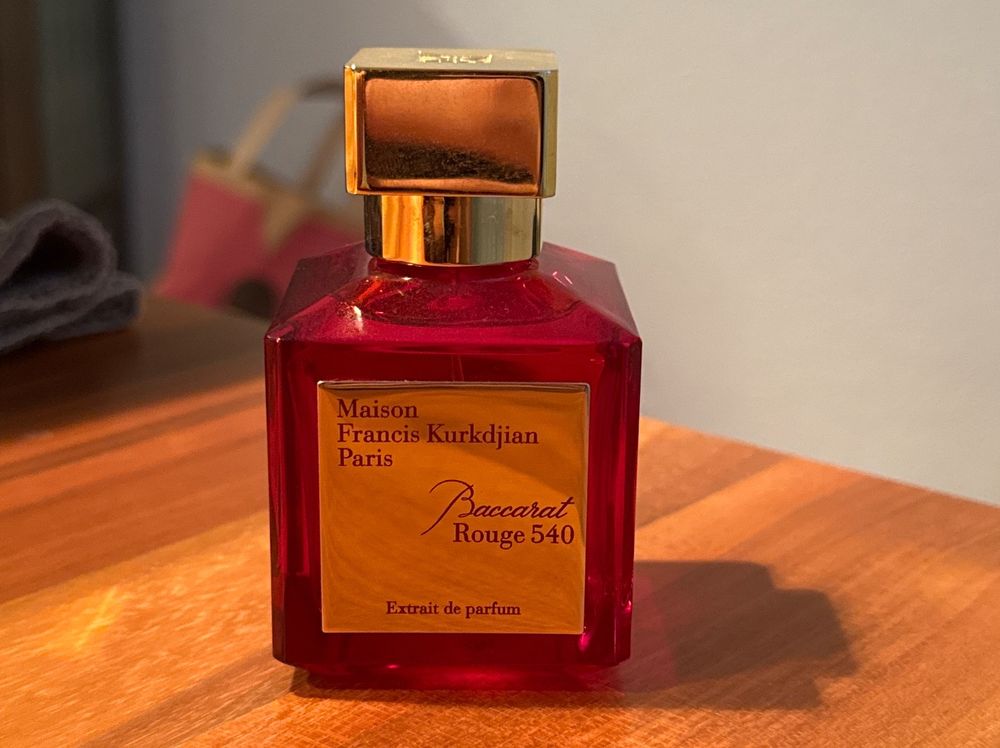 Maison
Francis Kurkdjian
Paris
Baccarat
Rouge 540
Extrait de parfum